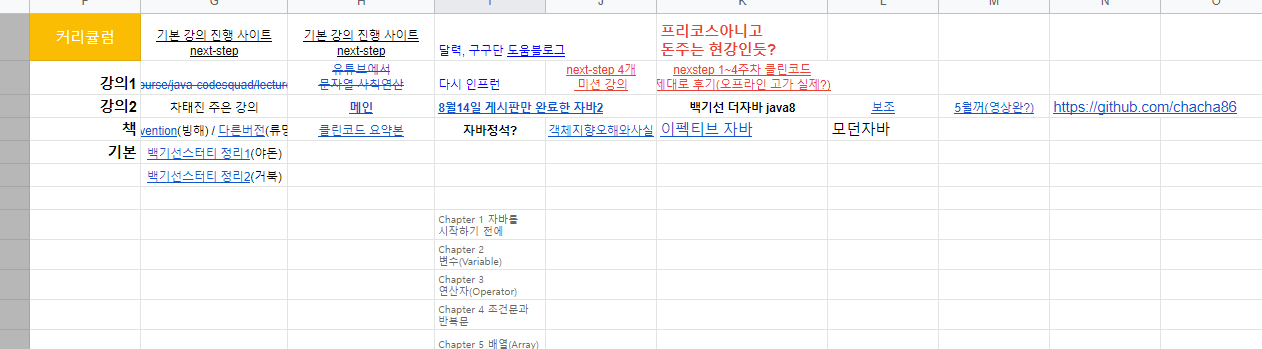 F G H I J K L M N O
커리큘럼
기본 강의 진행 사이트
next-step
기본 강의 진행 사이트
next-step
달력, 구구단 도움블로그
프리코스아니고
돈주는 현강인듯?
강의1
ourse/java-codesquad/lecture
유튜브에서
문자열 사칙연산
다시 인프런
next-step 4개
미션 강의
nexstep 1~4주차 클린코드
제대로 후기(오프라인 고가 실제?)
강의2
자태진 주은 강의
메인
8월14일 게시판만 완료한 자바2
백기선 더자바 java8
보조
5월꺼(영상완?)
https://github.com/chacha86
책
vention(빙해) / 다른버전(류명
클린코드 요약본
자바정석?
객체지향오해와사실
이펙티브 자바
모던자바
기본
백기선스터티 정리1(야돈)
백기선스터티 정리2(거북)
Chapter 1 자바를
시작하기 전에
Chapter 2
변수(Variable)
Chapter 3
연산자(Operator)
Chapter 4 조건문과
반복문
Chapter 5 배열(Array)